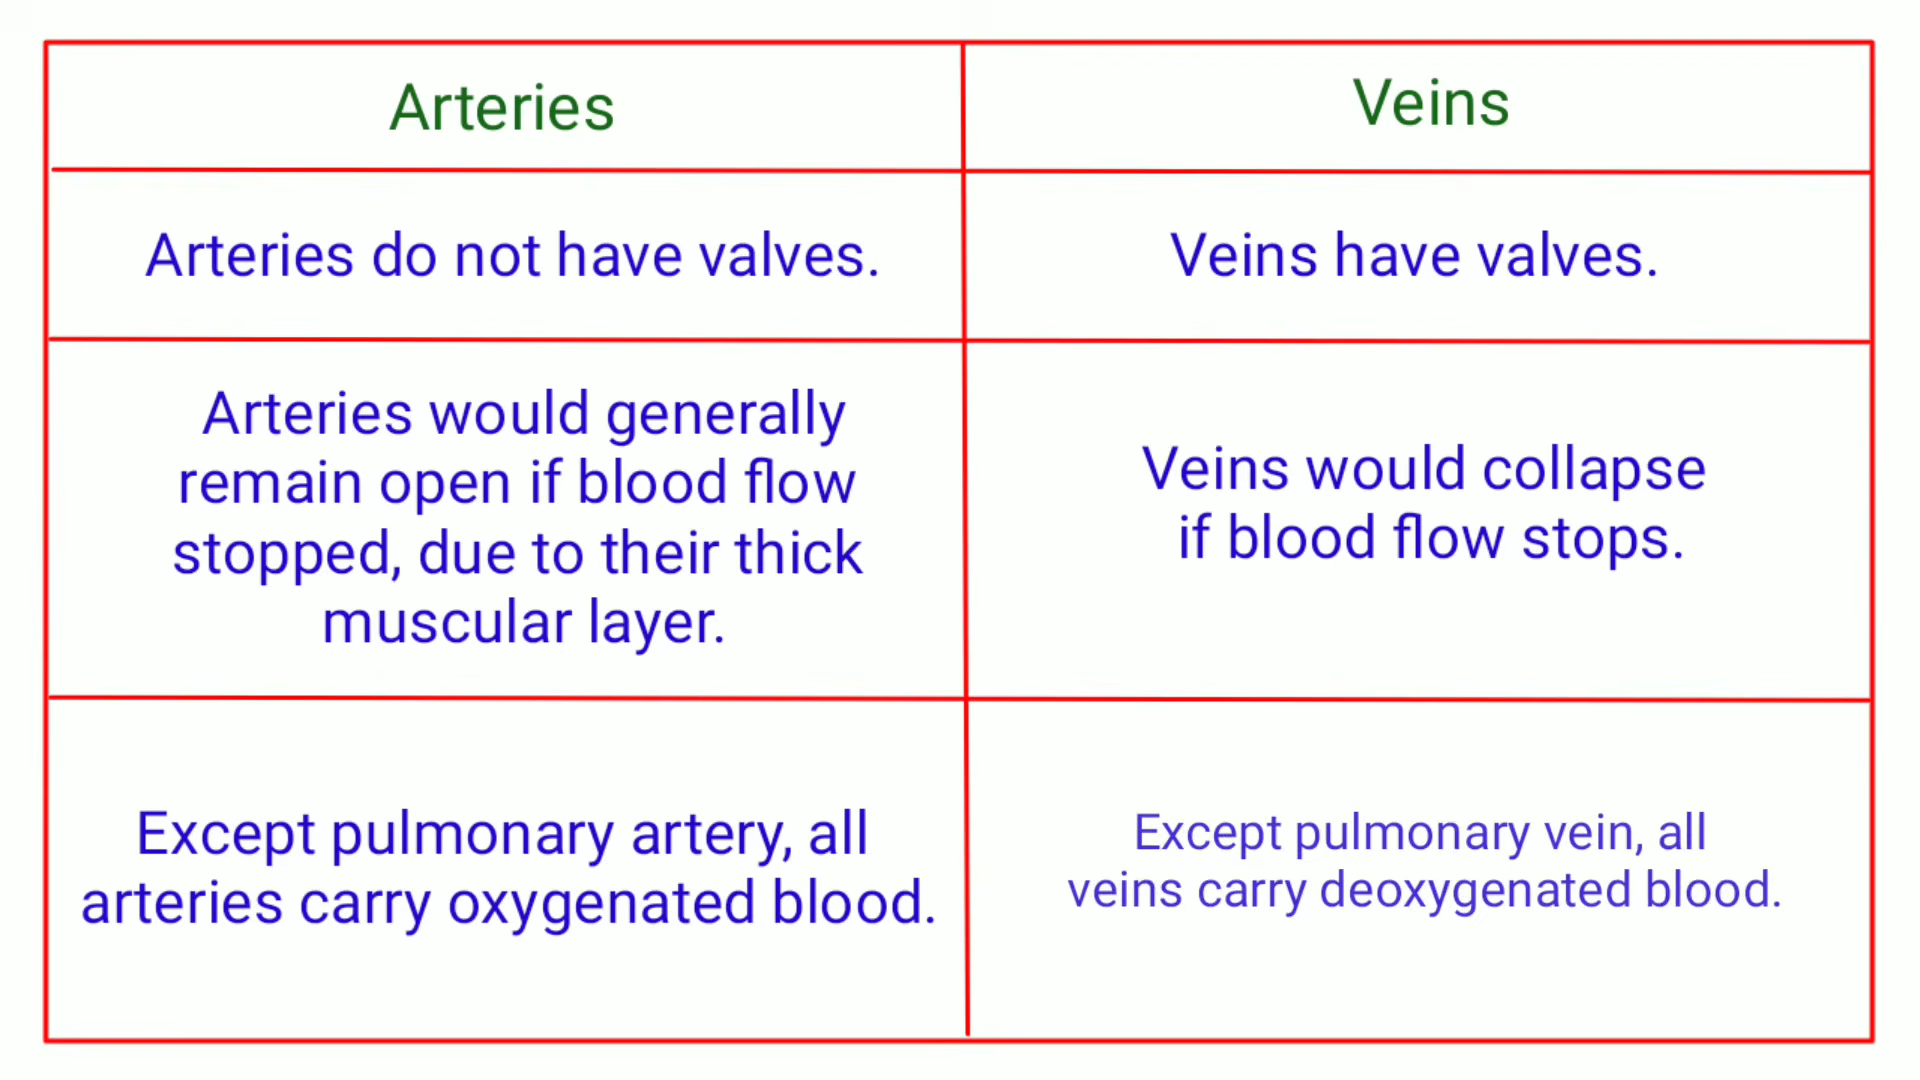 Arteries
Veins
Arteries do not have valves.
Veins have valves.
Arteries would generally
remain open if blood flow
stopped, due to their thick
muscular layer.
Veins would collapse
if blood flow stops.
Except pulmonary artery, all
arteries carry oxygenated blood.
Except pulmonary vein, all
veins carry deoxygenated blood.